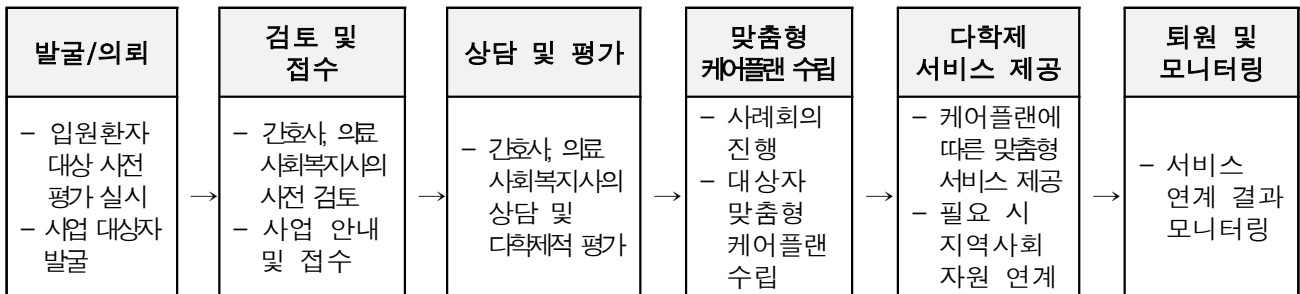 발굴/의뢰
– 입원환자
대상 사전
평가 실시
– 사업 대상자
발굴
→
검토 및
접수
– 간호사, 의료
사회복지사의
사전 검토
– 사업 안내
및 접수
→
상담 및 평가
– 간호사, 의료
사회복지사의
상담 및
다학제적 평가
→
맞춤형
케어플랜 수립
– 사례회의
진행
– 대상자
맞춤형
케어플랜
수립
→
다학제
서비스 제공
– 케어플랜에
따른 맞춤형
서비스 제공
– 필요 시
지역사회
자원 연계
→
퇴원 및
모니터링
– 서비스
연계 결과
모니터링